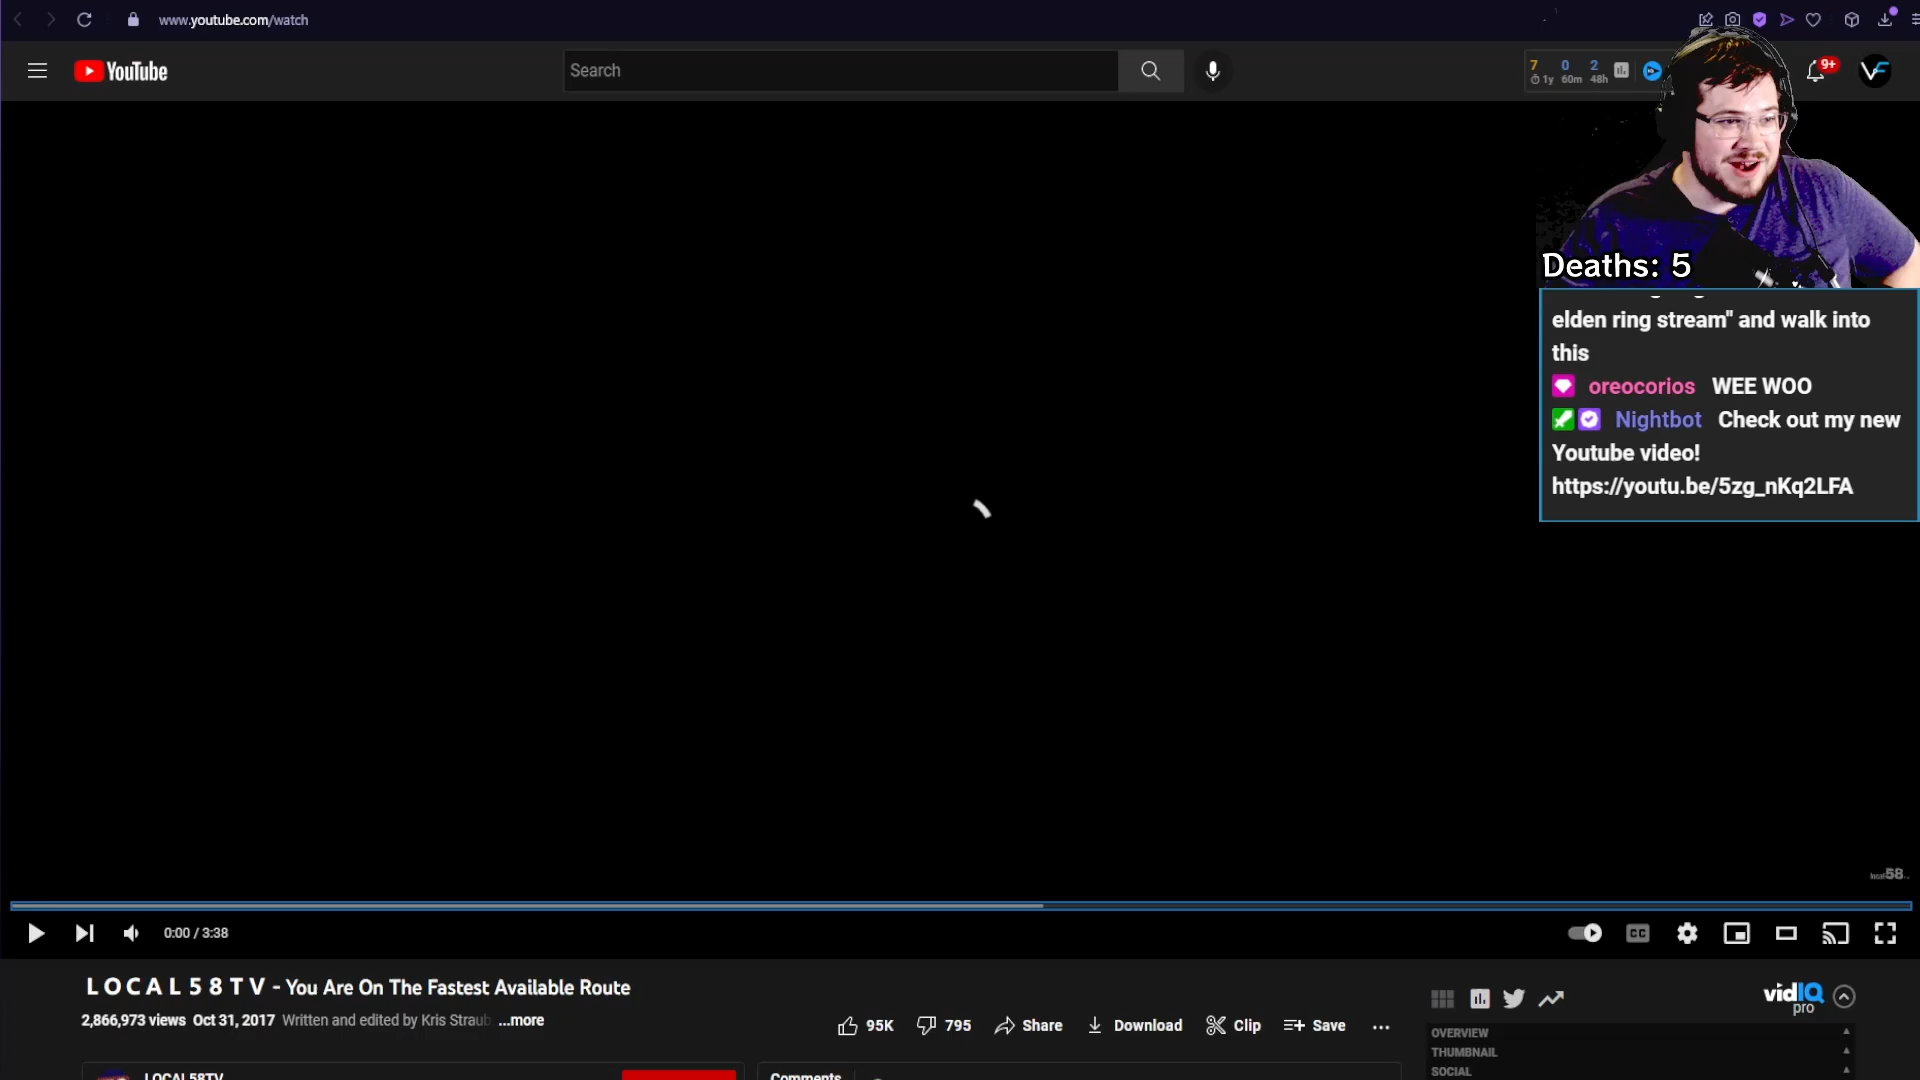 www.youtube.com/watch
YouTube
Search
7 0 2
1y 60m 48h
9+
Deaths: 5
elden ring stream" and walk into
this
oreocorios WEE WOO
Nightbot Check out my new
Youtube video!
https://youtu.be/5zg_nKq2LFA
local58
CC
0:00 / 3:38
L O C A L 5 8 T V - You Are On The Fastest Available Route
2,866,973 views Oct 31, 2017 Written and edited by Kris Straub ...more
95K 795 Share Download Clip Save
vidIQ
pro
OVERVIEW
THUMBNAIL
SOCIAL
LOCAL58TV
Comments